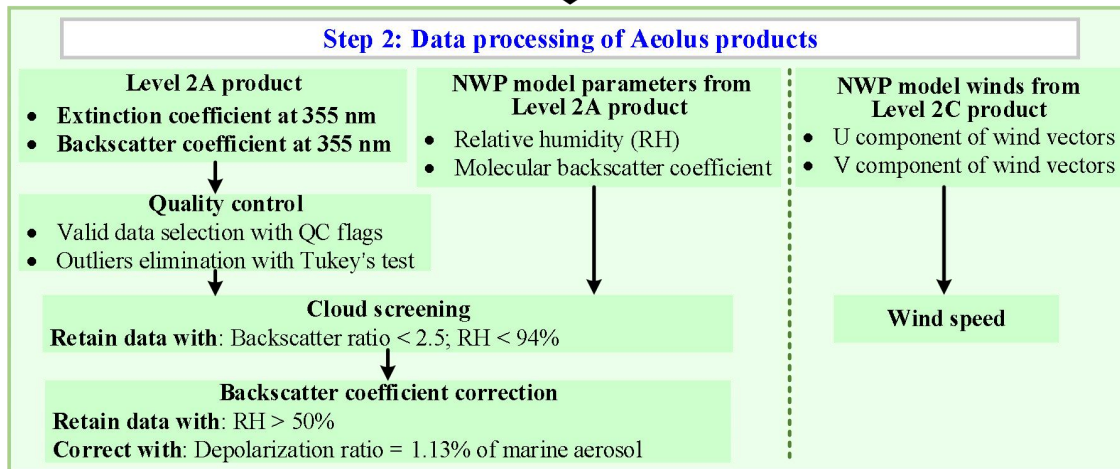 Step 2: Data processing of Aeolus products
Level 2A product
• Extinction coefficient at 355 nm
• Backscatter coefficient at 355 nm
NWP model parameters from
Level 2A product
• Relative humidity (RH)
• Molecular backscatter coefficient
NWP model winds from
Level 2C product
• U component of wind vectors
• V component of wind vectors
Quality control
• Valid data selection with QC flags
• Outliers elimination with Tukey's test
Cloud screening
Retain data with: Backscatter ratio < 2.5; RH < 94%
Wind speed
Backscatter coefficient correction
Retain data with: RH > 50%
Correct with: Depolarization ratio = 1.13% of marine aerosol